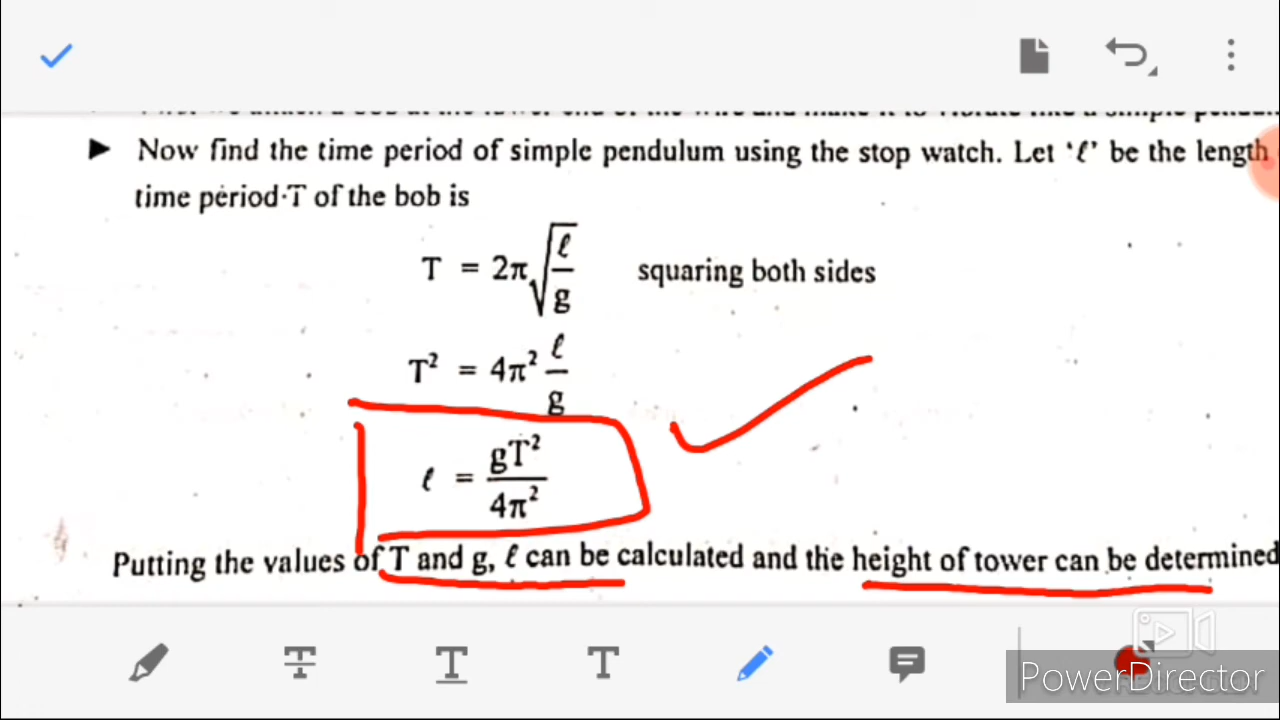 Now find the time period of simple pendulum using the stop watch. Let 'ℓ' be the length
time period T of the bob is
T = 2π√(ℓ/g) squaring both sides
T² = 4π² ℓ/g
ℓ = gT²/4π²
Putting the values of T and g, ℓ can be calculated and the height of tower can be determined
PowerDirector